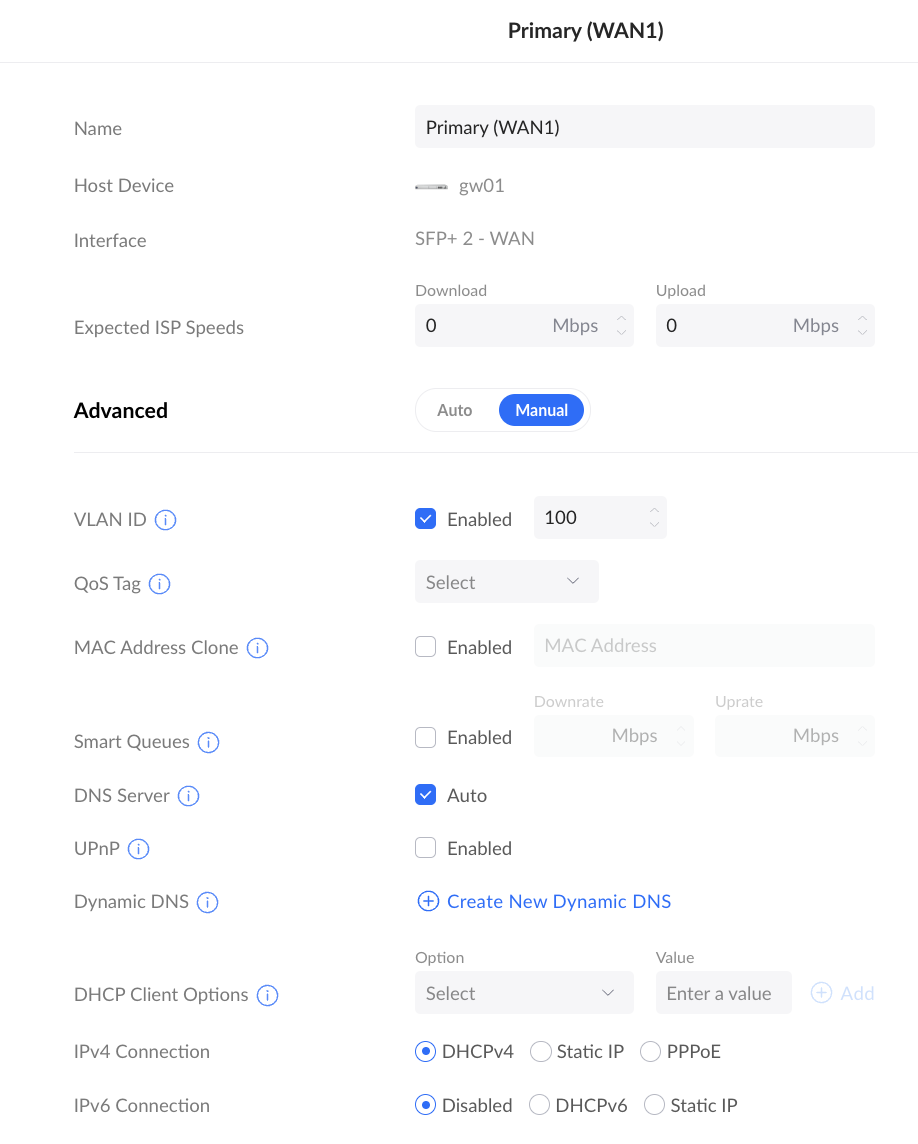 Primary (WAN1)
Name
Primary (WAN1)
Host Device
gw01
Interface
SFP+ 2 - WAN
Download Upload
Expected ISP Speeds
0 Mbps 0 Mbps
Advanced
Auto Manual
VLAN ID
Enabled 100
QoS Tag
Select
MAC Address Clone
Enabled MAC Address
Downrate Uprate
Smart Queues
Enabled Mbps Mbps
DNS Server
Auto
UPnP
Enabled
Dynamic DNS
Create New Dynamic DNS
Option Value
DHCP Client Options
Select Enter a value Add
IPv4 Connection
DHCPv4 Static IP PPPoE
IPv6 Connection
Disabled DHCPv6 Static IP